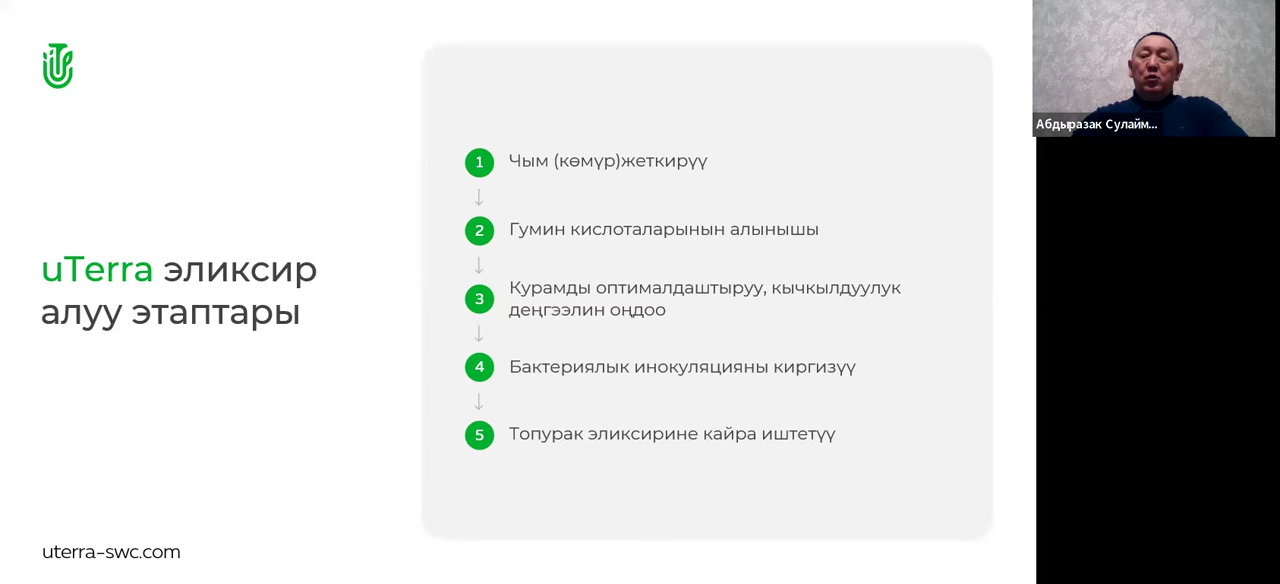 uTerra эликсир
алуу этаптары
1 Чым (көмүр)жеткирүү
2 Гумин кислоталарынын алынышы
3 Курамды оптималдаштыруу, кычкылдуулук
деңгээлин оңдоо
4 Бактериялык инокуляцияны киргизүү
5 Топурак эликсирине кайра иштетүү
uterra-swc.com
Абдыразак Сулайм...